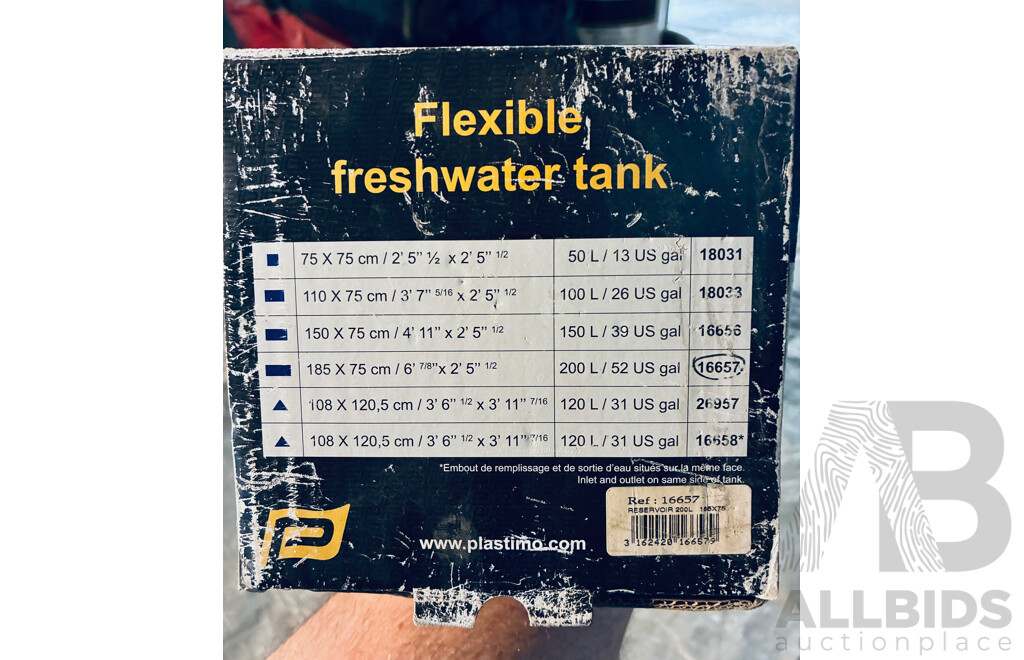 Flexible
freshwater tank
75 X 75 cm / 2' 5'' ½ x 2' 5'' 1/2 50 L / 13 US gal 18031
110 X 75 cm / 3' 7'' 5/16 x 2' 5'' 1/2 100 L / 26 US gal 18033
150 X 75 cm / 4' 11'' x 2' 5'' 1/2 150 L / 39 US gal 16656
185 X 75 cm / 6' 7/8'' x 2' 5'' 1/2 200 L / 52 US gal 16657
108 X 120,5 cm / 3' 6'' 1/2 x 3' 11'' 7/16 120 L / 31 US gal 26957
108 X 120,5 cm / 3' 6'' 1/2 x 3' 11'' 7/16 120 L / 31 US gal 16658*
*Embout de remplissage et de sortie d'eau situés sur la même face.
Inlet and outlet on same side of tank.
Ref : 16657
RESERVOIR 200L 185X75
3 162420 166579
www.plastimo.com
AB
ALLBIDS
auctionplace